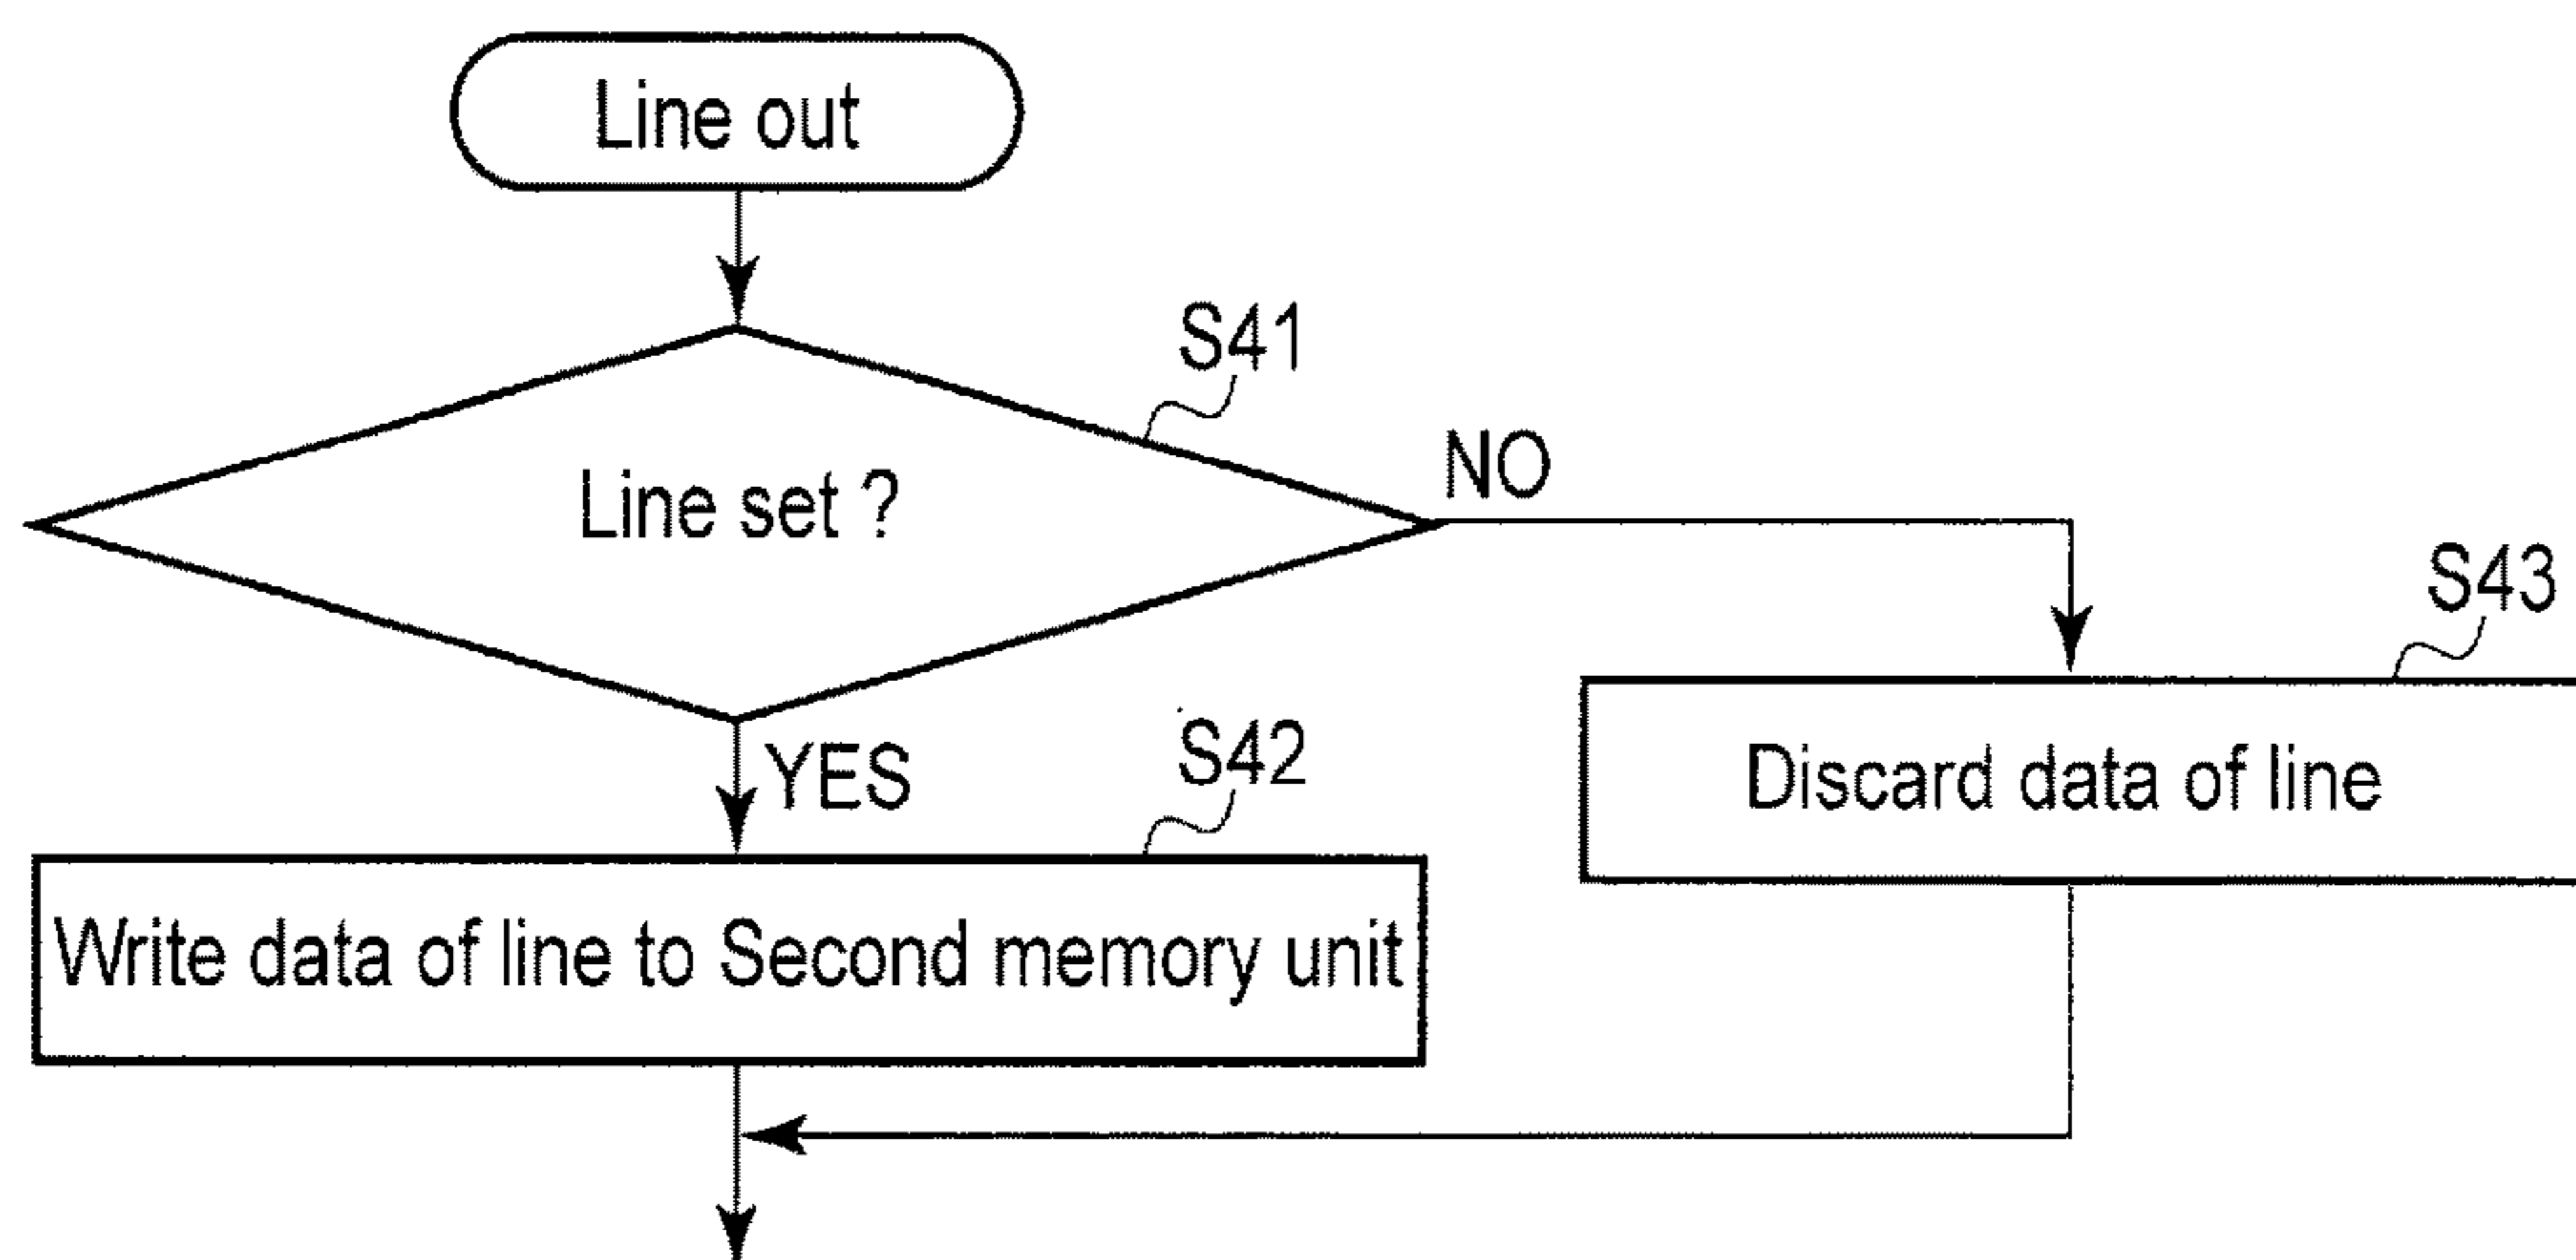 Line out
S41
Line set ?
NO
S43
YES
S42
Discard data of line
Write data of line to Second memory unit